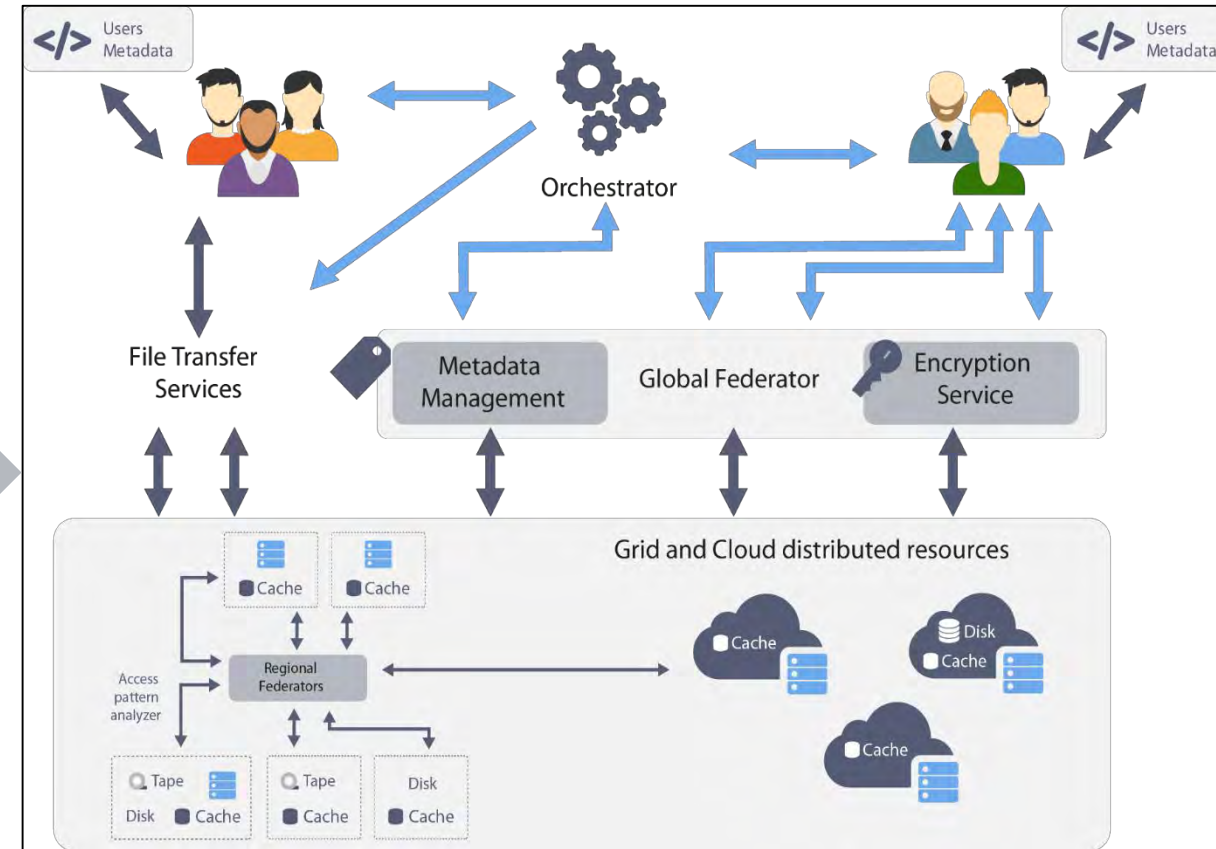 Users
Metadata
Users
Metadata
Orchestrator
File Transfer
Services
Metadata
Management
Global Federator
Encryption
Service
Grid and Cloud distributed resources
Cache
Cache
Regional
Federators
Access
pattern
analyzer
Cache
Disk
Cache
Cache
Tape
Disk
Cache
Tape
Cache
Disk
Cache